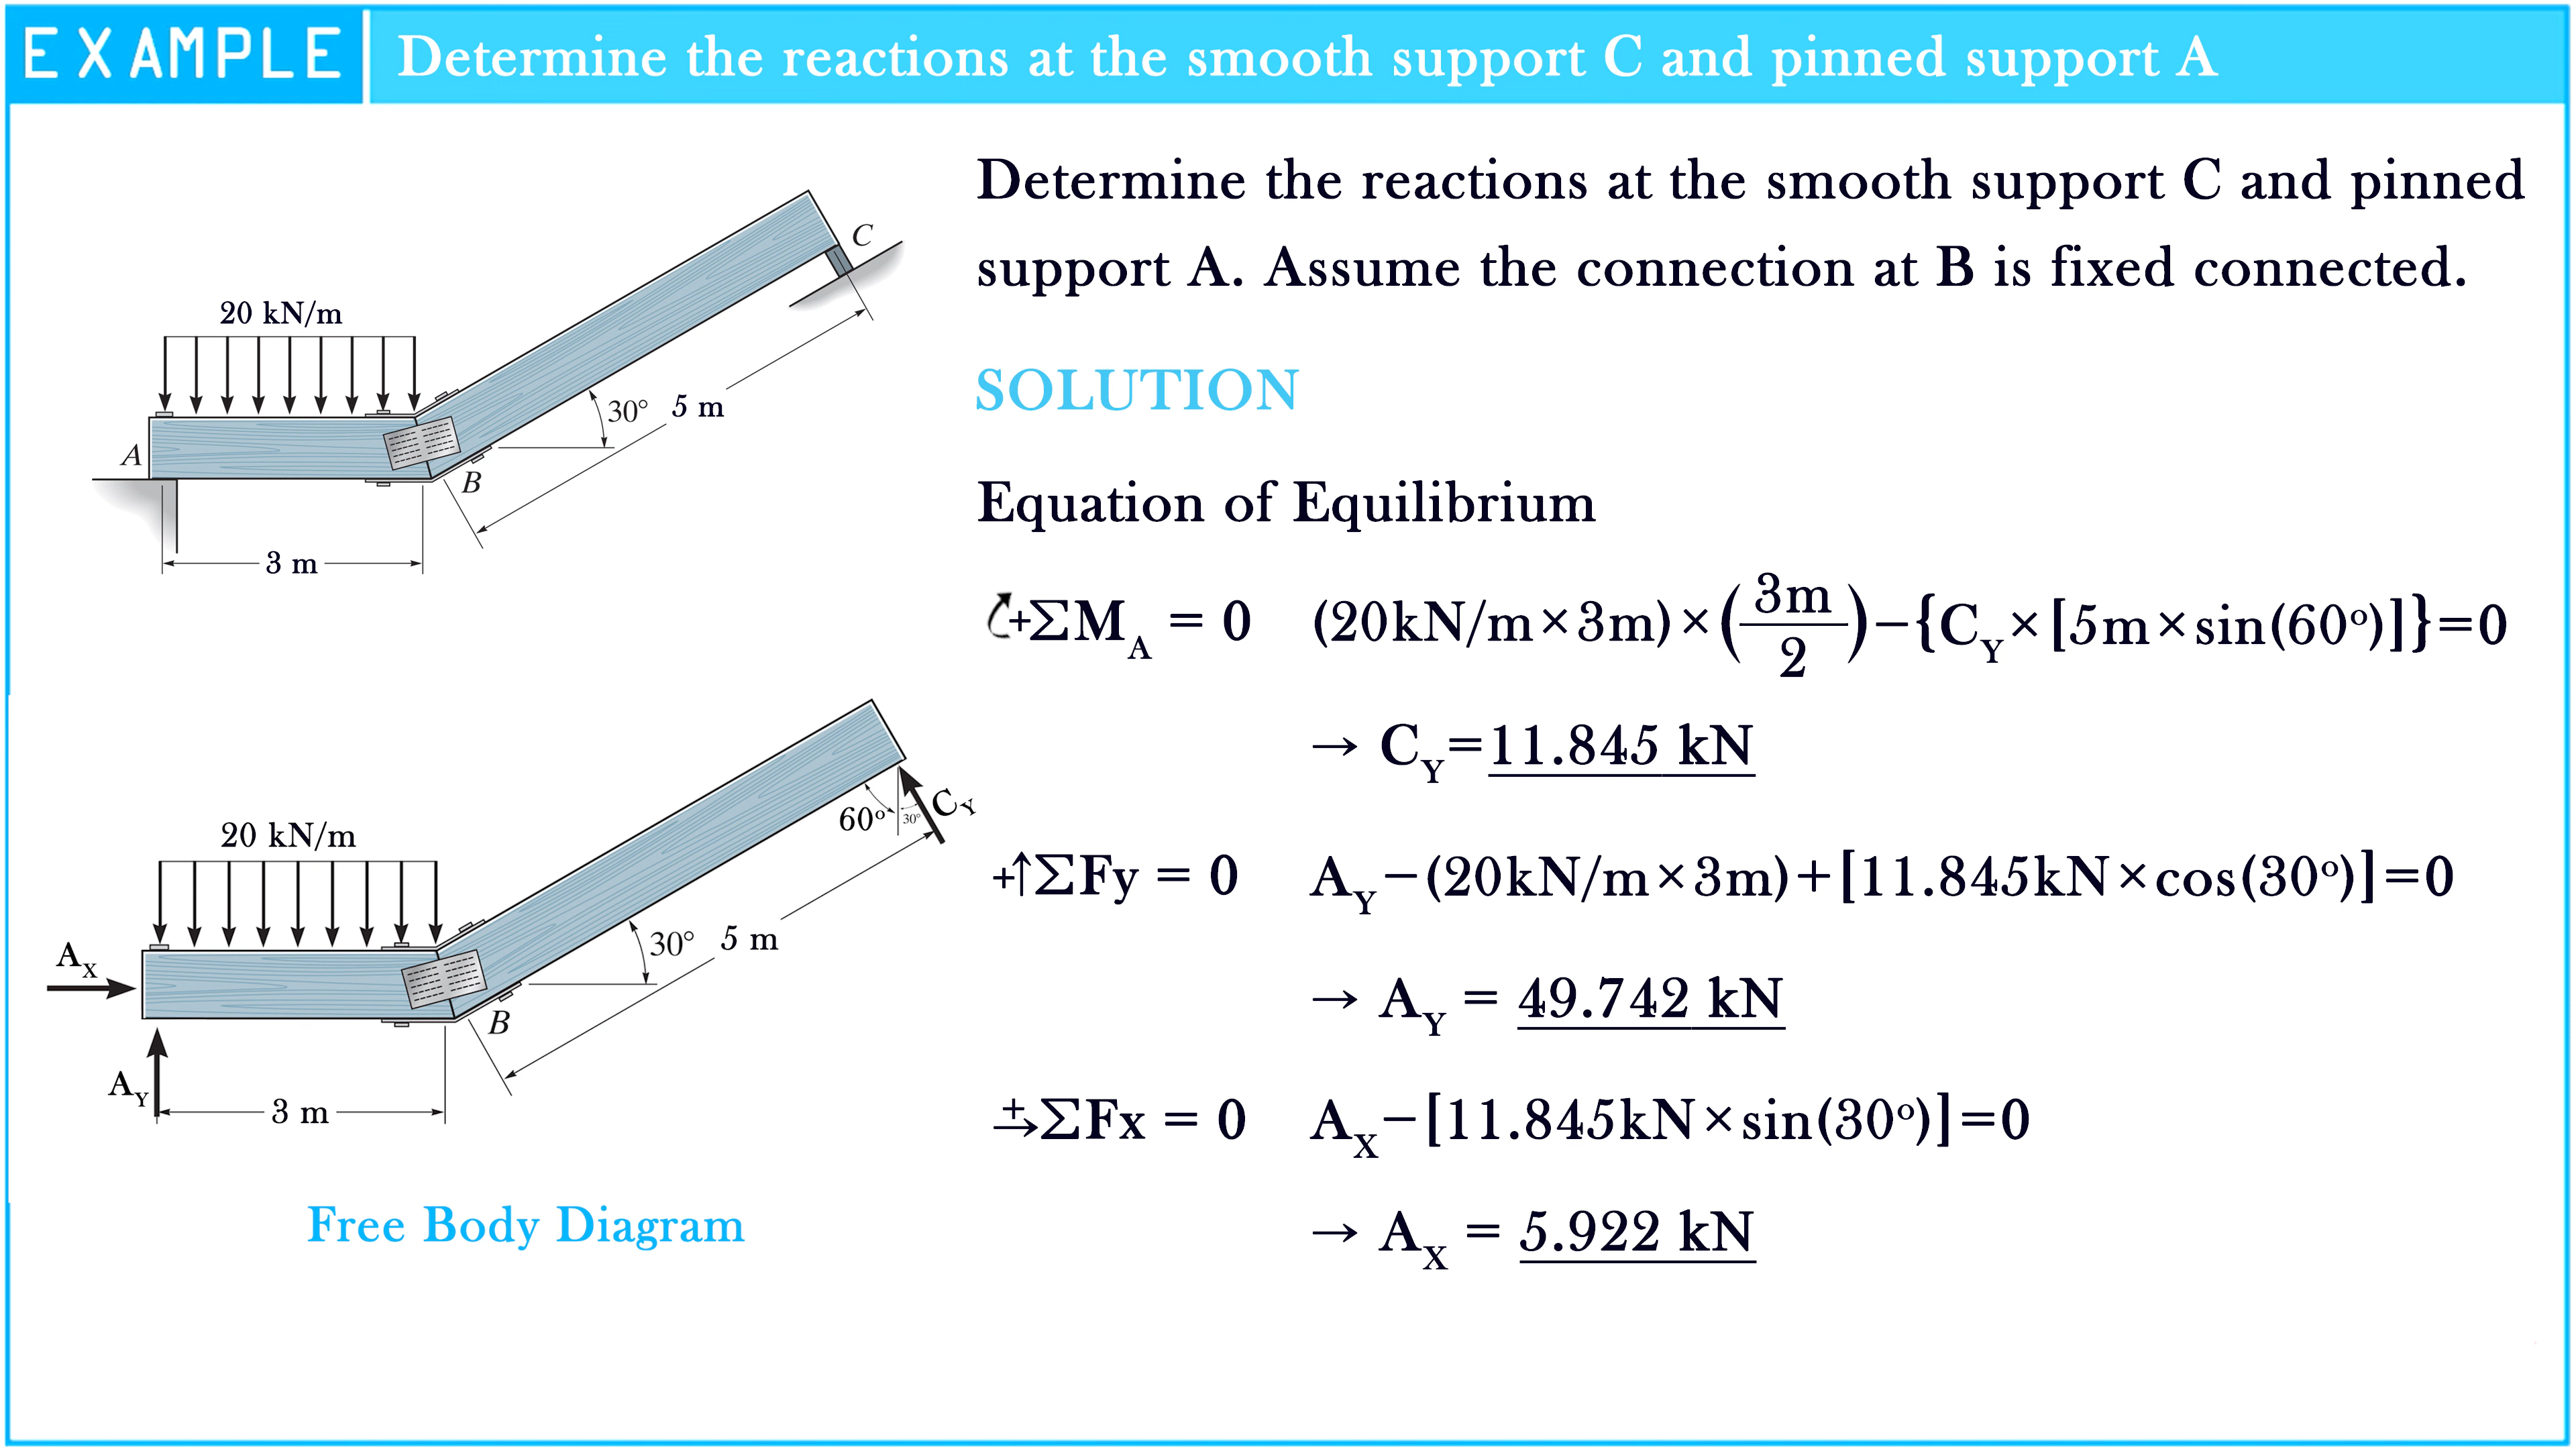 EXAMPLE
Determine the reactions at the smooth support C and pinned support A
Determine the reactions at the smooth support C and pinned
support A. Assume the connection at B is fixed connected.
SOLUTION
Equation of Equilibrium
+ΣM_A = 0 (20kN/m×3m)×(3m/2)−{C_Y×[5m×sin(60°)]}=0
→ C_Y=11.845 kN
+↑ΣFy = 0 A_Y−(20kN/m×3m)+[11.845kN×cos(30°)]=0
→ A_Y = 49.742 kN
+→ΣFx = 0 A_X−[11.845kN×sin(30°)]=0
→ A_X = 5.922 kN
20 kN/m
C
30° 5 m
A
B
3 m
20 kN/m
60° 30° C_Y
30° 5 m
A_X
B
A_Y
3 m
Free Body Diagram